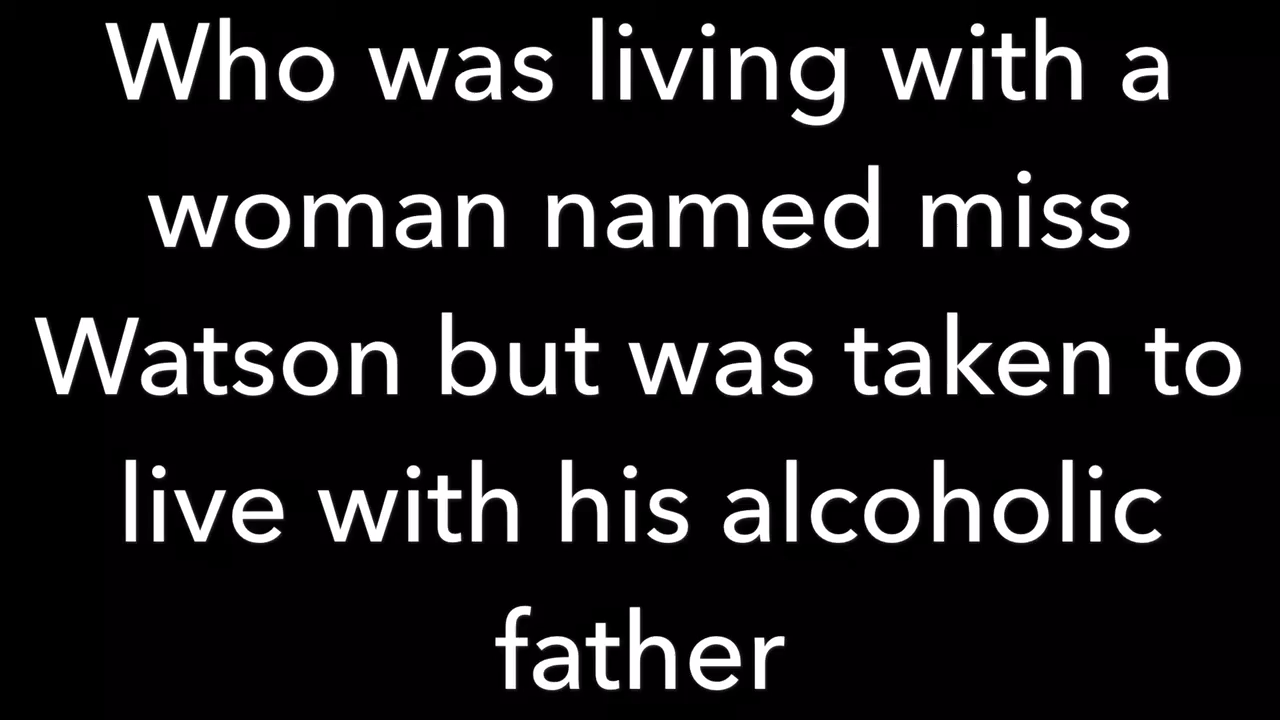 Who was living with a
woman named miss
Watson but was taken to
live with his alcoholic
father